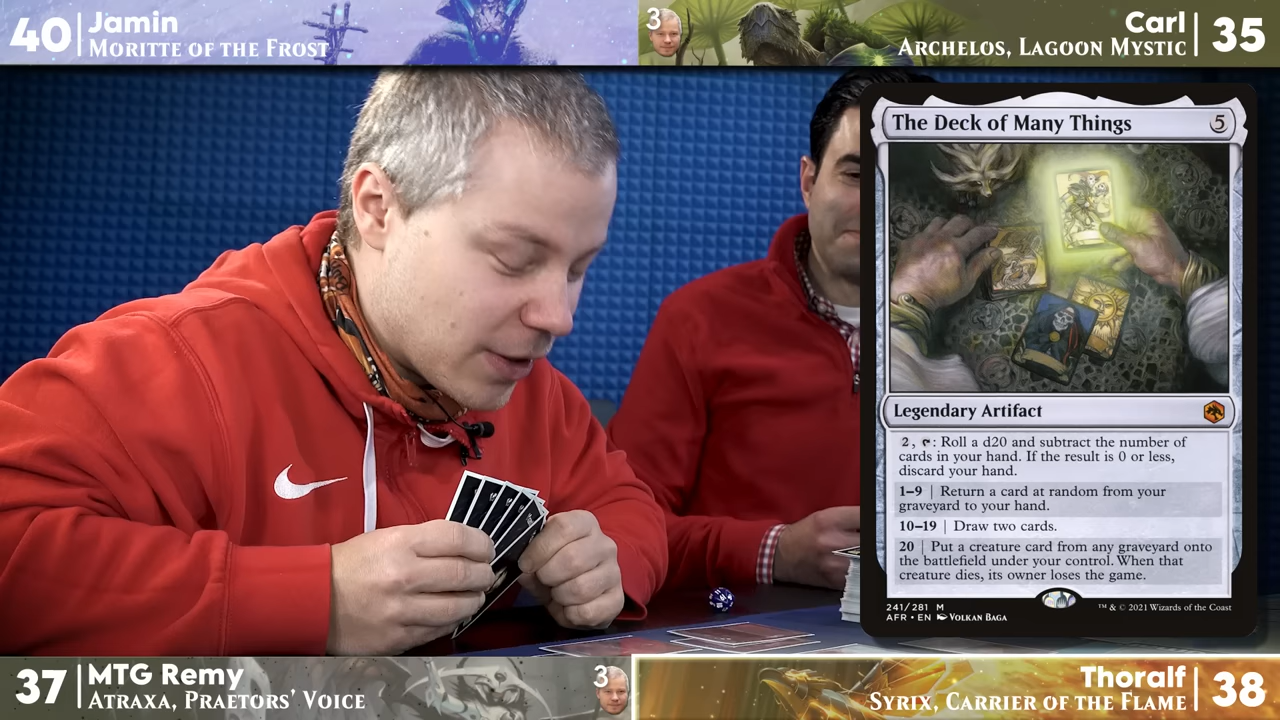 40 Jamin
Moritte of the Frost
3
Carl 35
Archelos, Lagoon Mystic
The Deck of Many Things 5
Legendary Artifact
2, : Roll a d20 and subtract the number of
cards in your hand. If the result is 0 or less,
discard your hand.
1–9 | Return a card at random from your
graveyard to your hand.
10–19 | Draw two cards.
20 | Put a creature card from any graveyard onto
the battlefield under your control. When that
creature dies, its owner loses the game.
241/281 M
AFR • EN Volkan Baga
™ & © 2021 Wizards of the Coast
37 MTG Remy
Atraxa, Praetors' Voice
3
Thoralf 38
Syrix, Carrier of the Flame